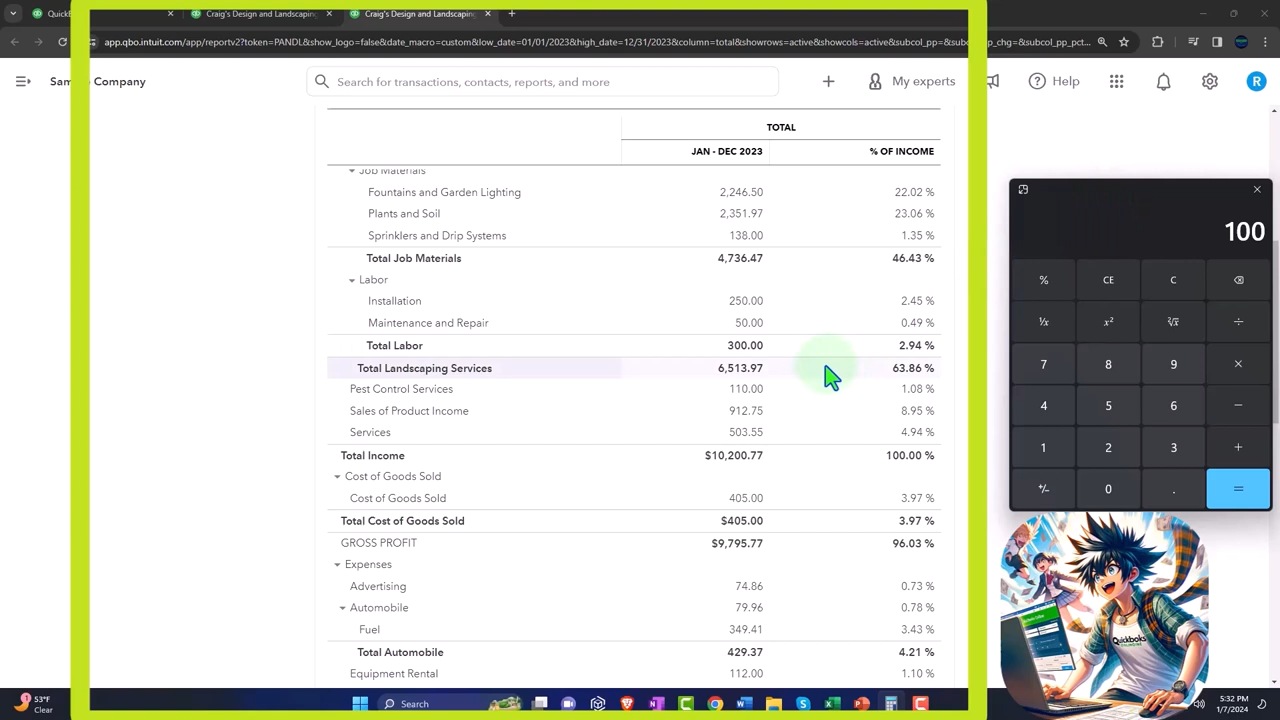 QuickB
Craig's Design and Landscaping
Craig's Design and Landscaping
app.qbo.intuit.com/app/reportv2?token=PANDL&show_logo=false&date_macro=custom&low_date=01/01/2023&high_date=12/31/2023&column=total&showrows=active&showcols=active&subcol_pp=&subcol_pp_chg=&subcol_pp_pct...
Company
Search for transactions, contacts, reports, and more
My experts
Help
R
TOTAL
JAN - DEC 2023 % OF INCOME
Job Materials
Fountains and Garden Lighting 2,246.50 22.02 %
Plants and Soil 2,351.97 23.06 %
Sprinklers and Drip Systems 138.00 1.35 %
Total Job Materials 4,736.47 46.43 %
Labor
Installation 250.00 2.45 %
Maintenance and Repair 50.00 0.49 %
Total Labor 300.00 2.94 %
Total Landscaping Services 6,513.97 63.86 %
Pest Control Services 110.00 1.08 %
Sales of Product Income 912.75 8.95 %
Services 503.55 4.94 %
Total Income $10,200.77 100.00 %
Cost of Goods Sold
Cost of Goods Sold 405.00 3.97 %
Total Cost of Goods Sold $405.00 3.97 %
GROSS PROFIT $9,795.77 96.03 %
Expenses
Advertising 74.86 0.73 %
Automobile 79.96 0.78 %
Fuel 349.41 3.43 %
Total Automobile 429.37 4.21 %
Equipment Rental 112.00 1.10 %
100
% CE C
¹/x x² ²√x ÷
7 8 9 ×
4 5 6 −
1 2 3 +
+/− 0 . =
Quickbooks
53°F
Clear
Search
5:32 PM
1/7/2024